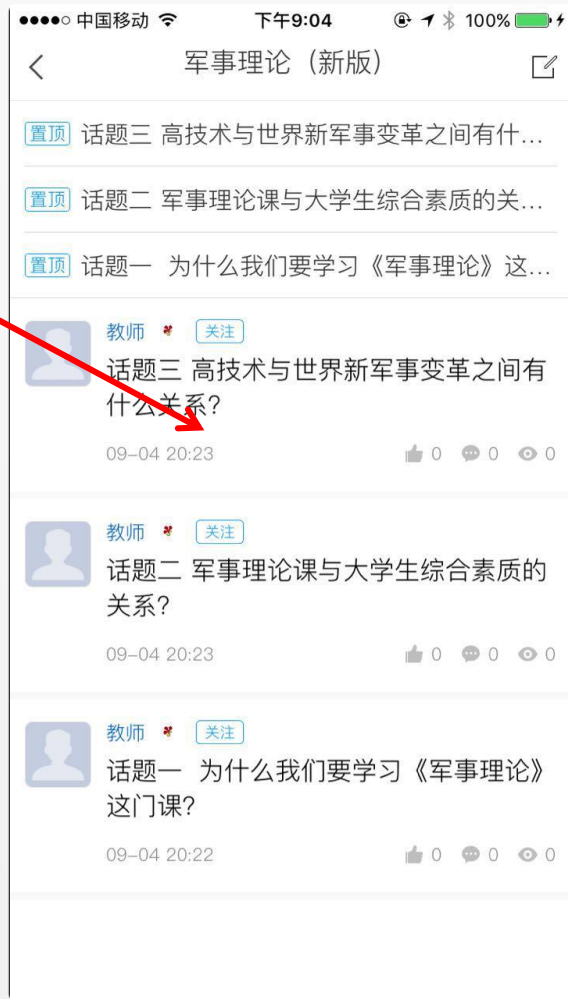 中国移动 下午9:04 100%
军事理论（新版）
置顶 话题三 高技术与世界新军事变革之间有什...
置顶 话题二 军事理论课与大学生综合素质的关...
置顶 话题一 为什么我们要学习《军事理论》这...
教师 关注
话题三 高技术与世界新军事变革之间有
什么关系?
09-04 20:23 0 0 0
教师 关注
话题二 军事理论课与大学生综合素质的
关系?
09-04 20:23 0 0 0
教师 关注
话题一 为什么我们要学习《军事理论》
这门课?
09-04 20:22 0 0 0